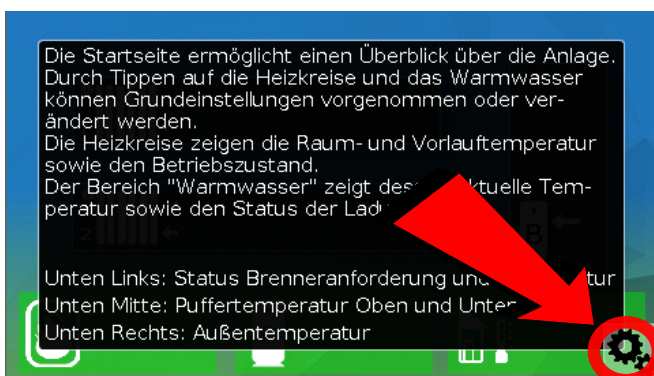 Die Startseite ermöglicht einen Überblick über die Anlage.
Durch Tippen auf die Heizkreise und das Warmwasser
können Grundeinstellungen vorgenommen oder ver-
ändert werden.
Die Heizkreise zeigen die Raum- und Vorlauftemperatur
sowie den Betriebszustand.
Der Bereich "Warmwasser" zeigt Tem-
peratur sowie den Status der
2
B
Unten Links: Status Brenneranforderung und
Unten Mitte: Puffertemperatur Oben und
Unten Rechts: Außentemperatur